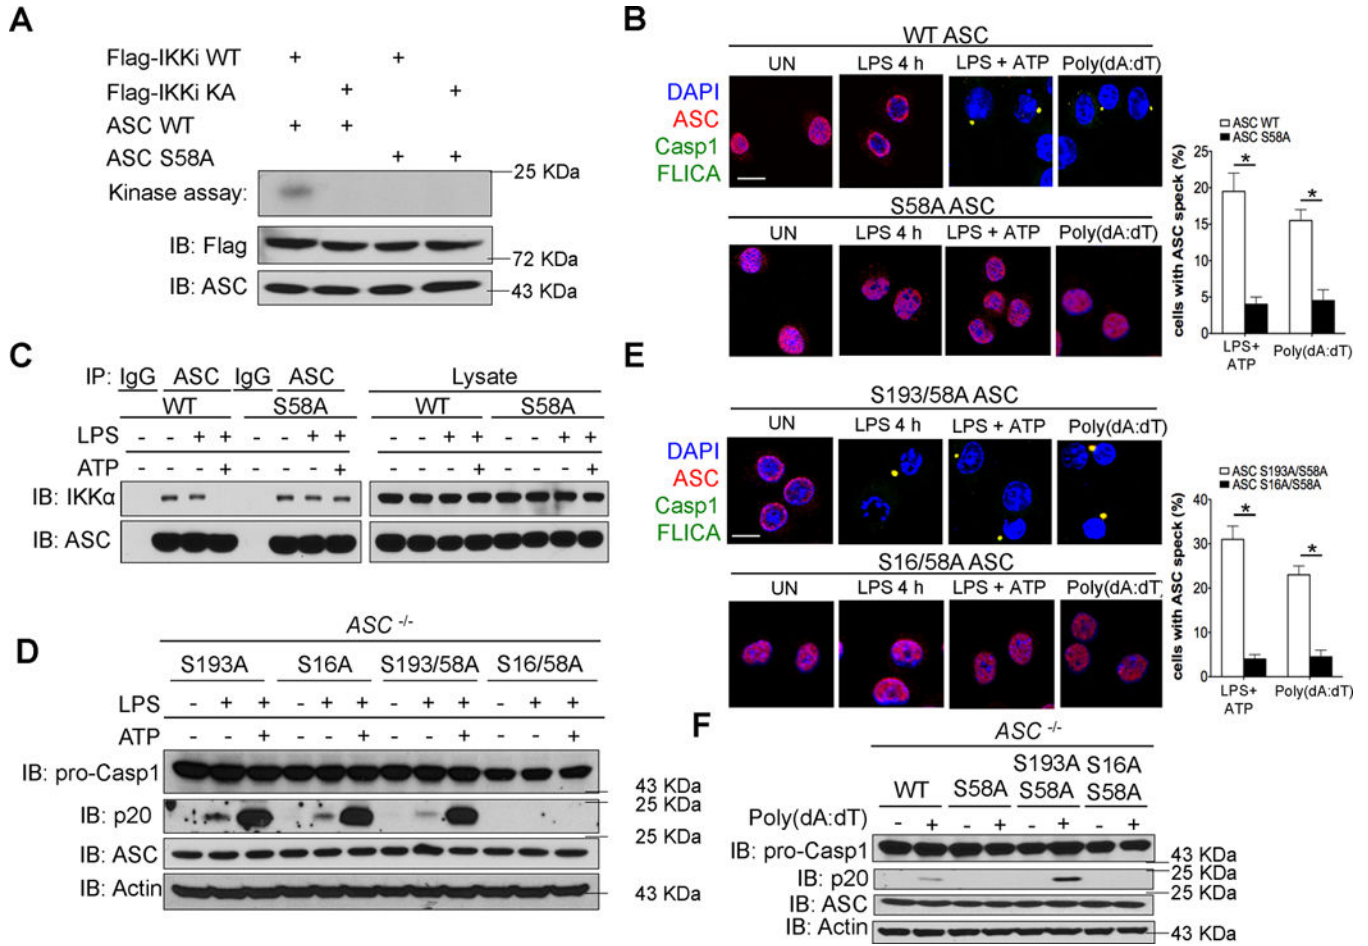 A
Flag-IKKi WT + +
Flag-IKKi KA + +
ASC WT + +
ASC S58A + +
Kinase assay:
25 KDa
IB: Flag
72 KDa
IB: ASC
43 KDa
B
WT ASC
UN LPS 4 h LPS + ATP Poly(dA:dT)
DAPI
ASC
Casp1
FLICA
S58A ASC
UN LPS 4 h LPS + ATP Poly(dA:dT)
ASC WT
ASC S58A
cells with ASC speck (%)
25
20
15
10
5
0
* *
LPS+ ATP
Poly(dA:dT)
C
IP: IgG ASC IgG ASC Lysate
WT S58A WT S58A
LPS - - + + - - + + - - + + - - + +
ATP - - - + - - - + - - - + - - - +
IB: IKKα
IB: ASC
D
ASC -/-
S193A S16A S193/58A S16/58A
LPS - + + - + + - + + - + +
ATP - - + - - + - - + - - +
IB: pro-Casp1
43 KDa
25 KDa
IB: p20
25 KDa
IB: ASC
IB: Actin
43 KDa
E
S193/58A ASC
UN LPS 4 h LPS + ATP Poly(dA:dT)
DAPI
ASC
Casp1
FLICA
S16/58A ASC
UN LPS 4 h LPS + ATP Poly(dA:dT)
ASC S193A/S58A
ASC S16A/S58A
cells with ASC speck (%)
40
30
20
10
0
* *
LPS+ ATP
Poly(dA:dT)
F
ASC -/-
S193A S16A
WT S58A S58A S58A
Poly(dA:dT) - + - + - + - +
IB: pro-Casp1
43 KDa
25 KDa
IB: p20
25 KDa
IB: ASC
IB: Actin
43 KDa